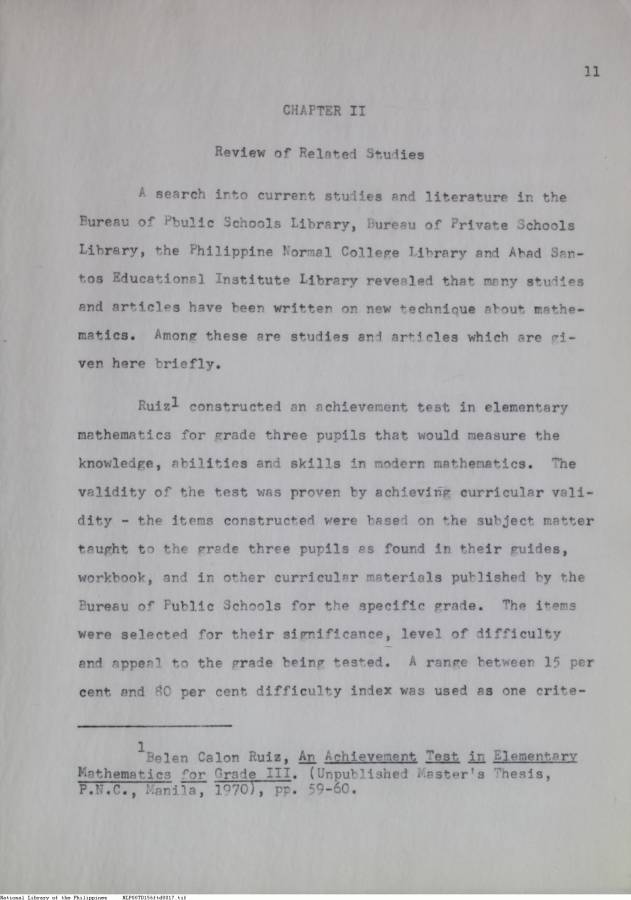 11
CHAPTER II
Review of Related Studies
A search into current studies and literature in the
Bureau of Pbulic Schools Library, Bureau of Private Schools
Library, the Philippine Normal College Library and Abad San-
tos Educational Institute Library revealed that many studies
and articles have been written on new technique about mathe-
matics. Among these are studies and articles which are gi-
ven here briefly.
Ruiz1 constructed an achievement test in elementary
mathematics for grade three pupils that would measure the
knowledge, abilities and skills in modern mathematics. The
validity of the test was proven by achieving curricular vali-
dity - the items constructed were based on the subject matter
taught to the grade three pupils as found in their guides,
workbook, and in other curricular materials published by the
Bureau of Public Schools for the specific grade. The items
were selected for their significance, level of difficulty
and appeal to the grade being tested. A range between 15 per
cent and 80 per cent difficulty index was used as one crite-
1Belen Calon Ruiz, An Achievement Test in Elementary
Mathematics for Grade III. (Unpublished Master's Thesis,
P.N.C., Manila, 1970), pp. 59-60.
National Library of the Philippines